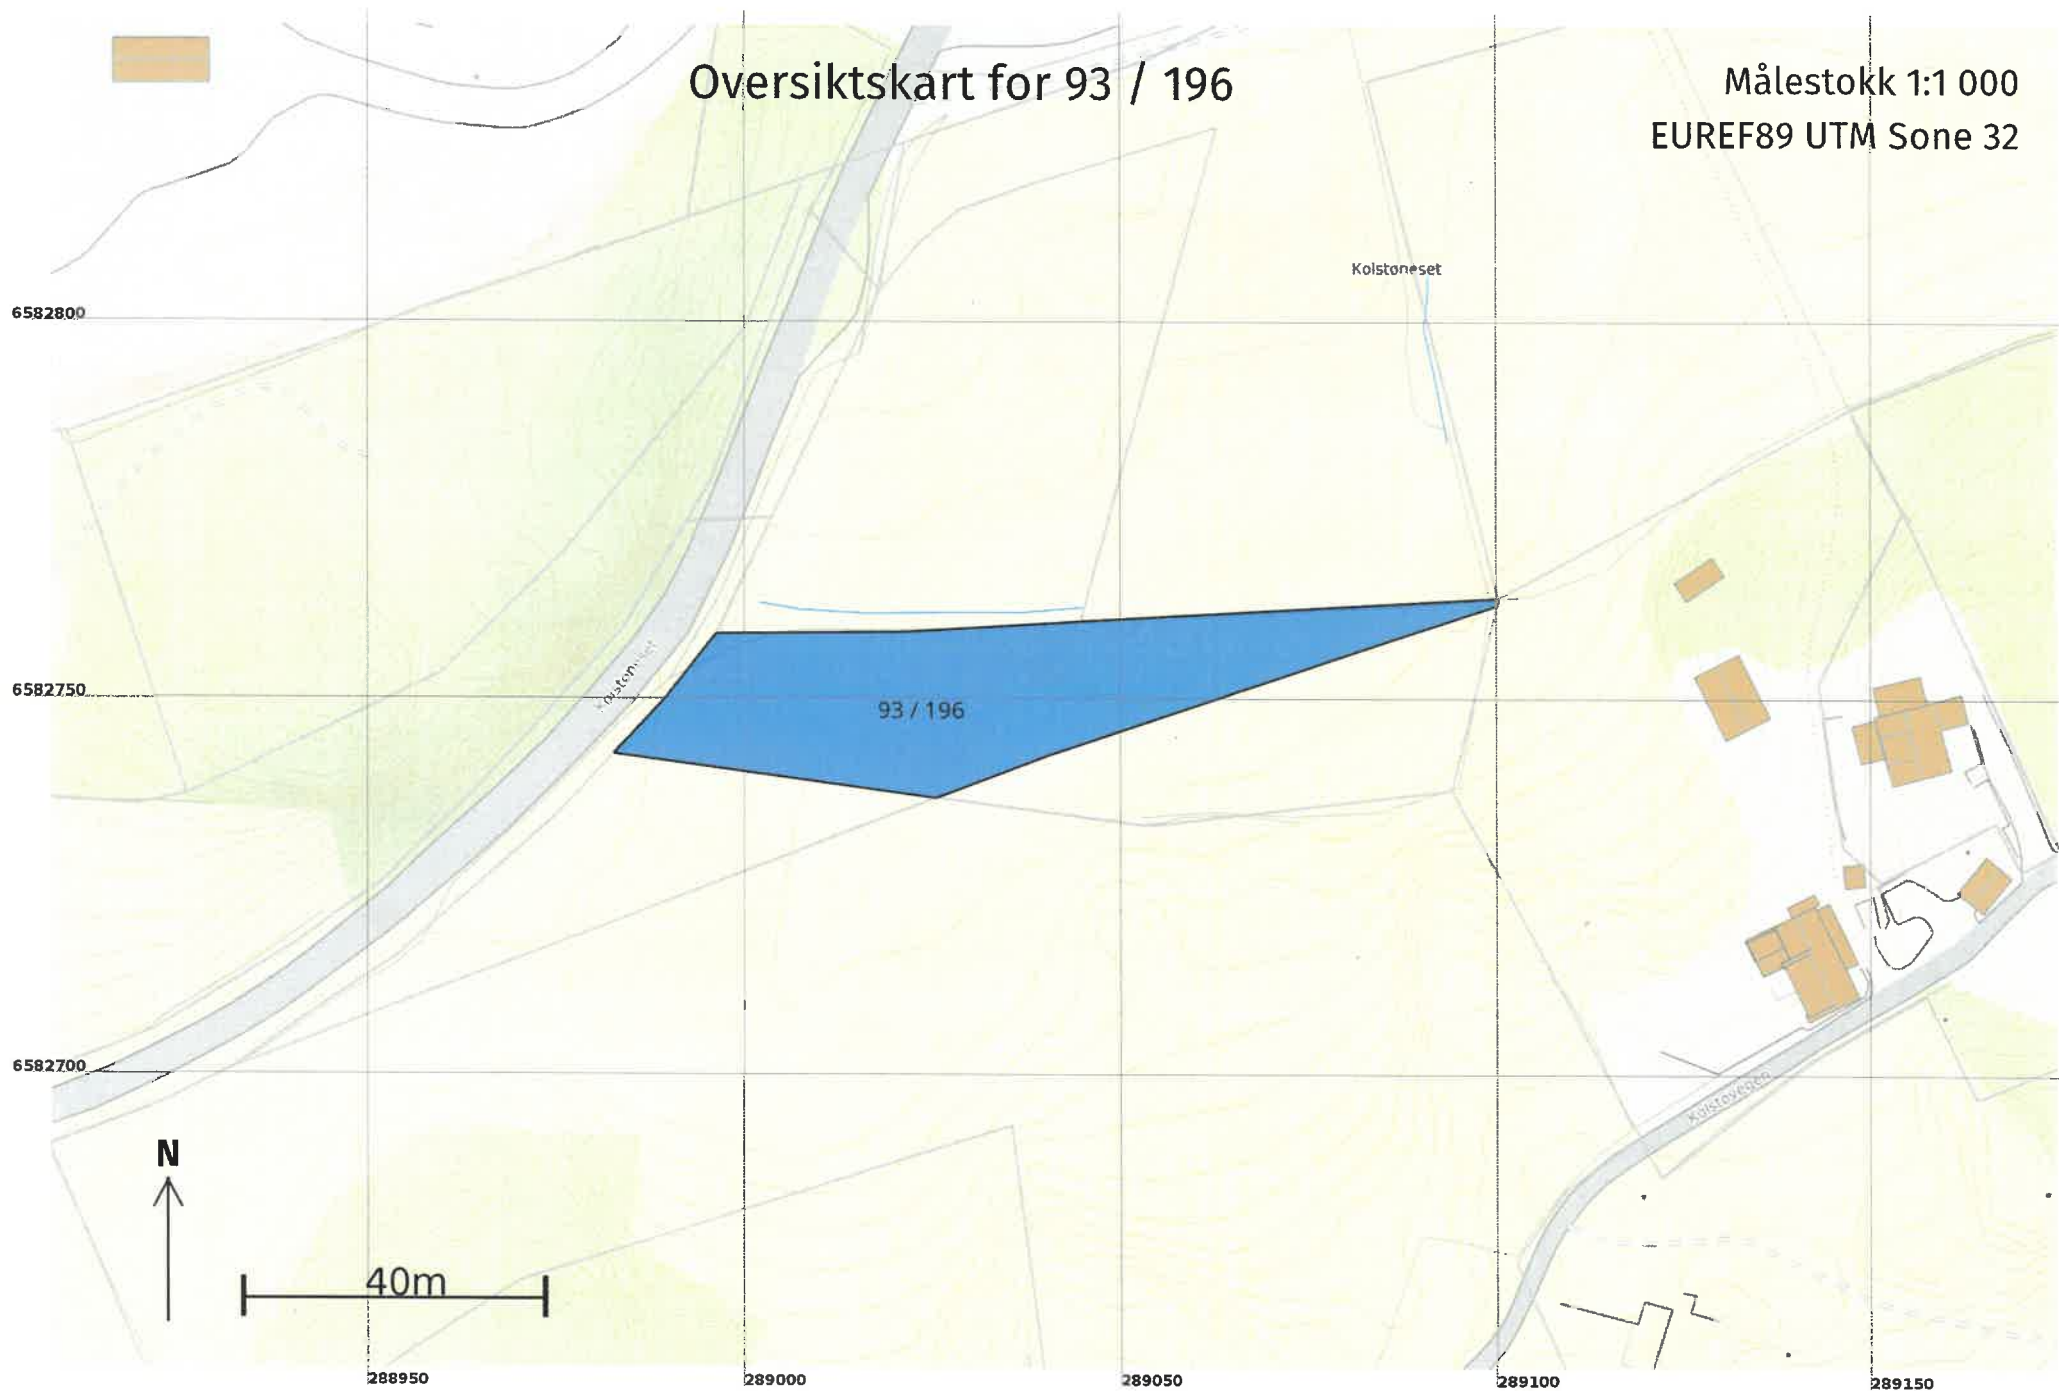 Oversiktskart for 93 / 196
Målestokk 1:1 000
EUREF89 UTM Sone 32
Kolstøneset
6582800
6582750
93 / 196
6582700
Kolstøvegen
N
40m
288950
289000
289050
289100
289150